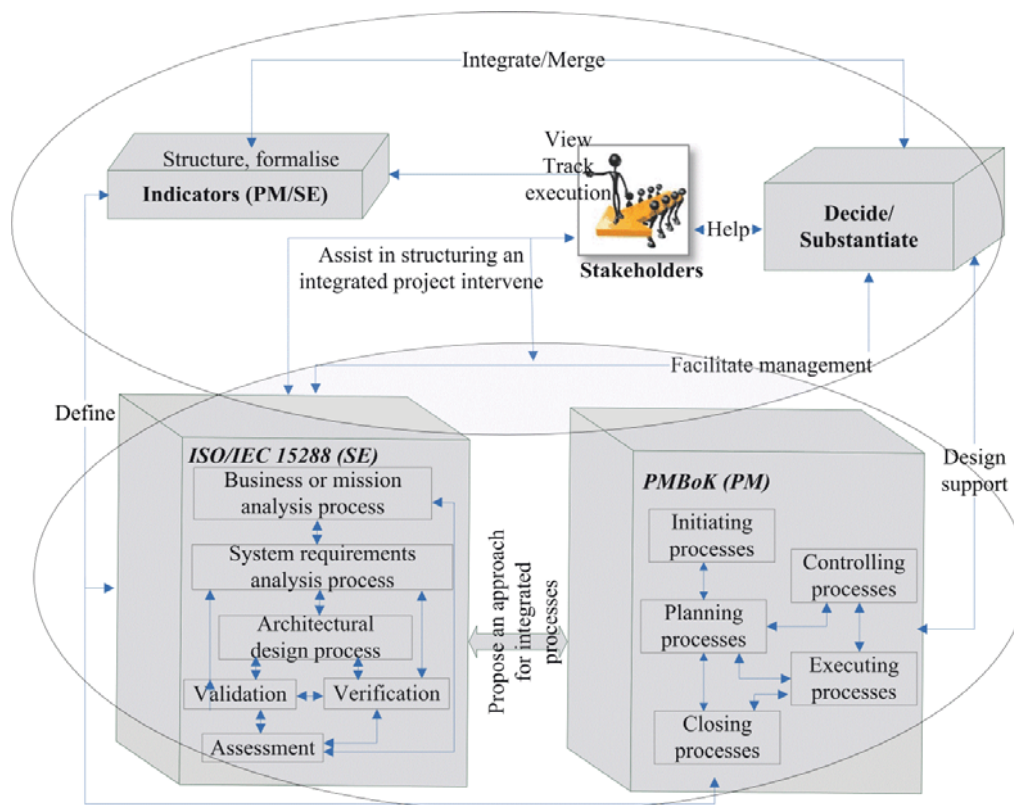 Integrate/Merge
Structure, formalise
Indicators (PM/SE)
View
Track
execution
Stakeholders
Help
Decide/
Substantiate
Assist in structuring an
integrated project intervene
Facilitate management
Define
Design
support
ISO/IEC 15288 (SE)
Business or mission
analysis process
System requirements
analysis process
Architectural
design process
Validation
Verification
Assessment
Propose an approach
for integrated
processes
PMBoK (PM)
Initiating
processes
Controlling
processes
Planning
processes
Executing
processes
Closing
processes